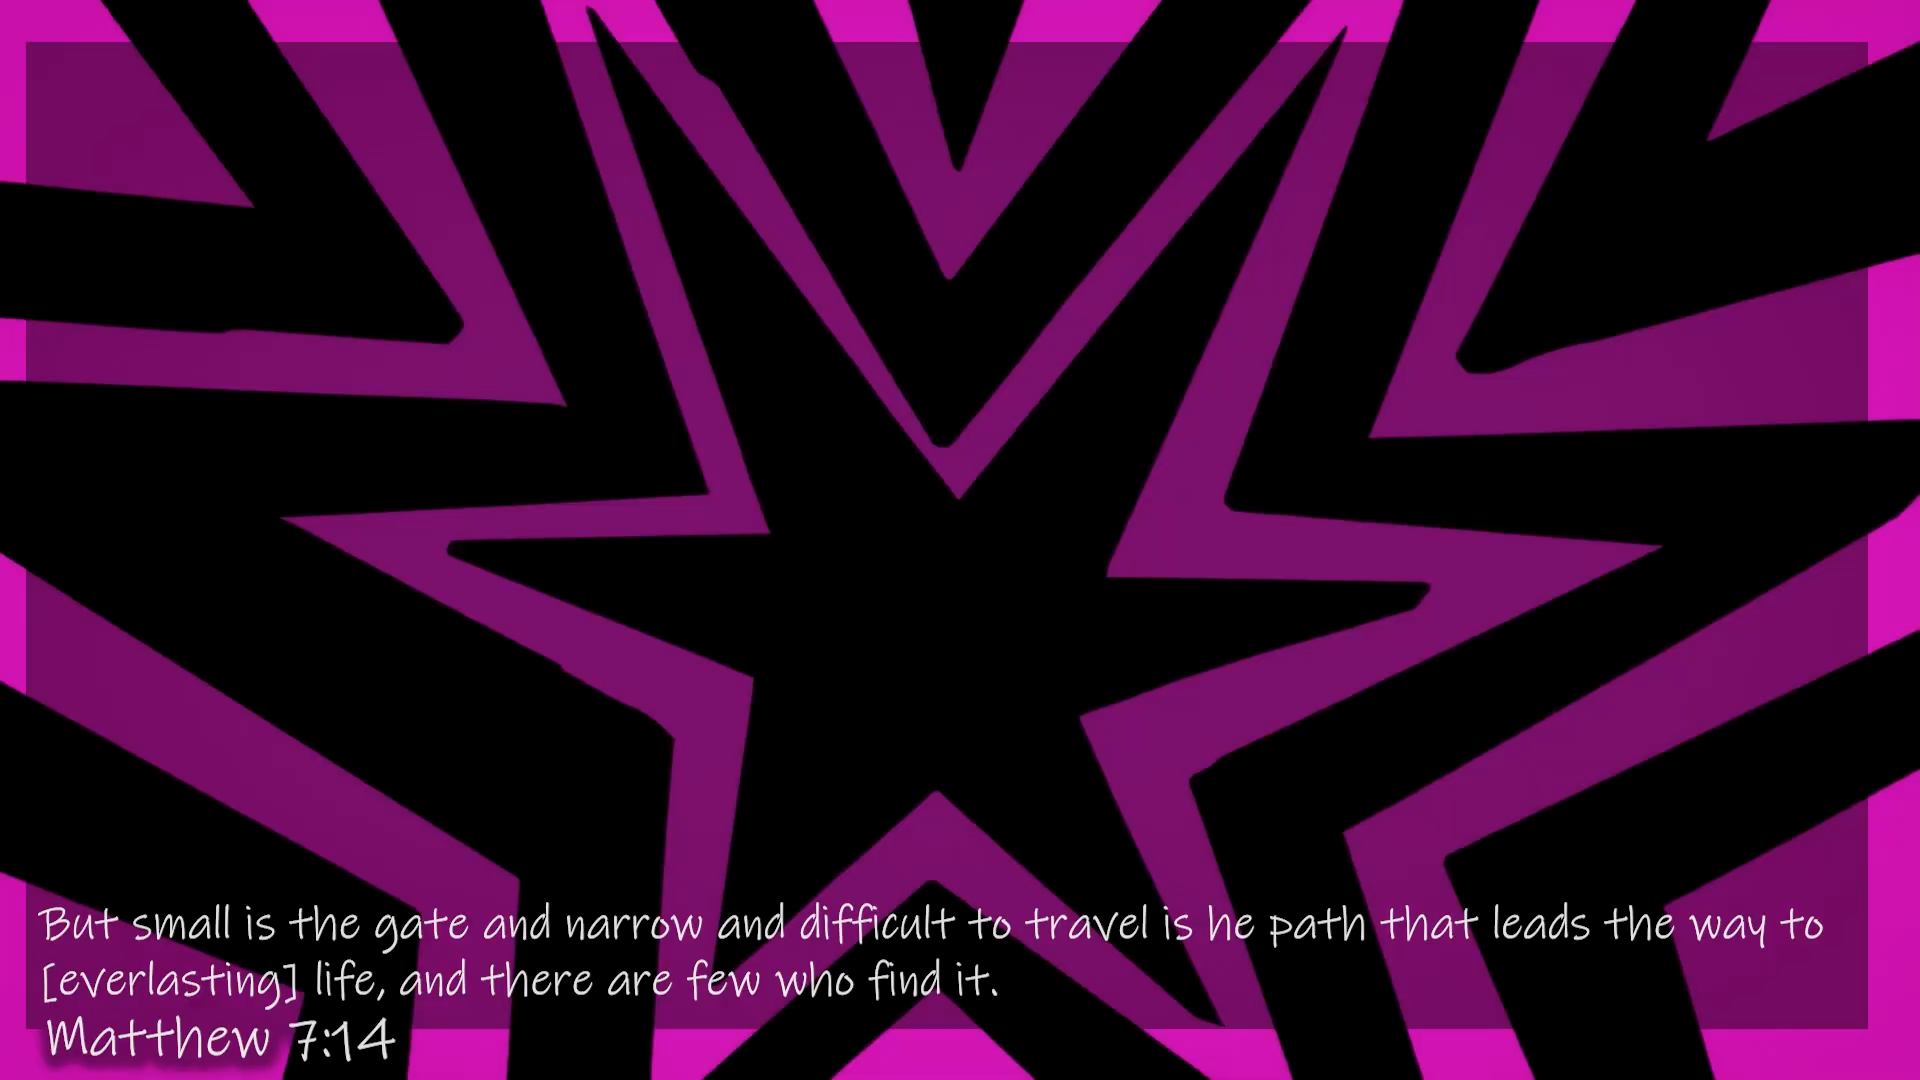 But small is the gate and narrow and difficult to travel is he path that leads the way to
[everlasting] life, and there are few who find it.
Matthew 7:14